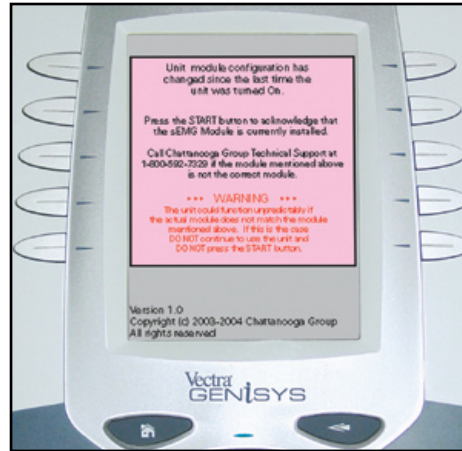 Unit module configuration has
changed since the last time the
unit was turned On.
Press the START button to acknowledge that
the sEMG Module is currently installed.
Call Chattanooga Group Technical Support at
1-800-592-7329 if the module mentioned above
is not the correct module.
*** WARNING ***
The unit could function unpredictably if
the actual module does not match the module
mentioned above. If this is the case
DO NOT continue to use the unit and
DO NOT press the START button.
Version 1.0
Copyright (c) 2003-2004 Chattanooga Group
All rights reserved
Vectra
GENiSYS